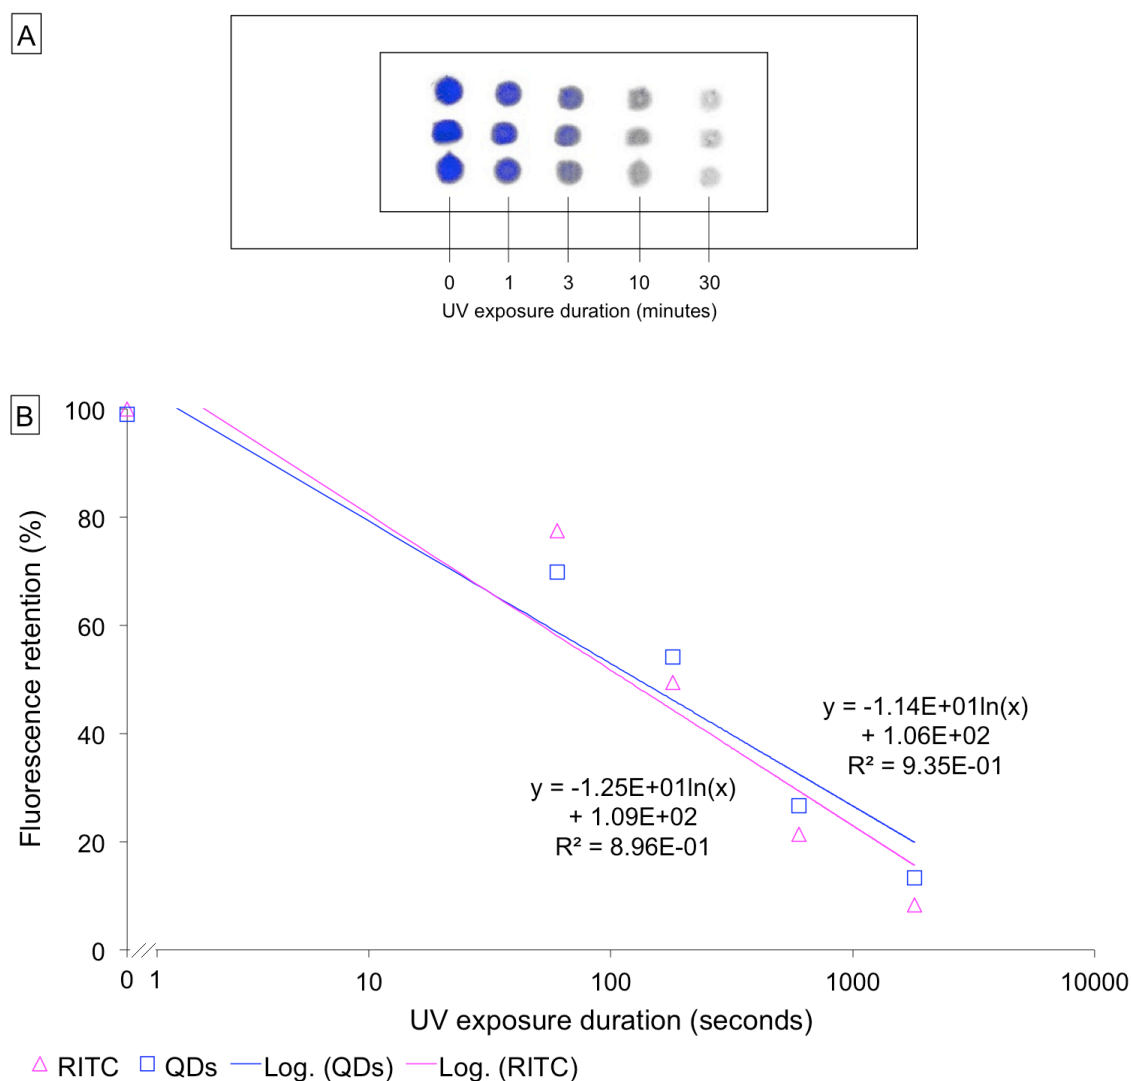 A
0 1 3 10 30
UV exposure duration (minutes)
B
Fluorescence retention (%)
100
80
60
40
20
0
y = -1.14E+01ln(x)
+ 1.06E+02
R² = 9.35E-01
y = -1.25E+01ln(x)
+ 1.09E+02
R² = 8.96E-01
0 1 10 100 1000 10000
UV exposure duration (seconds)
RITC QDs Log. (QDs) Log. (RITC)